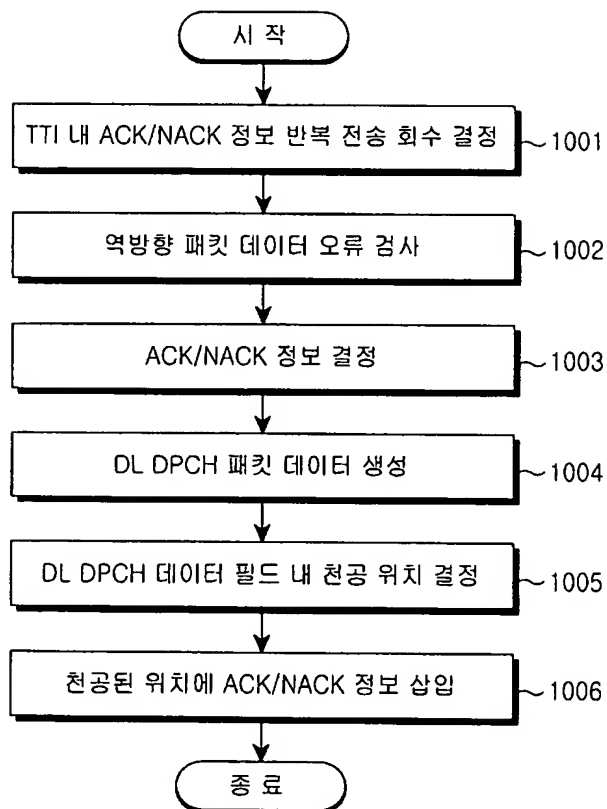 시 작
TTI 내 ACK/NACK 정보 반복 전송 회수 결정
1001
역방향 패킷 데이터 오류 검사
1002
ACK/NACK 정보 결정
1003
DL DPCH 패킷 데이터 생성
1004
DL DPCH 데이터 필드 내 천공 위치 결정
1005
천공된 위치에 ACK/NACK 정보 삽입
1006
종 료